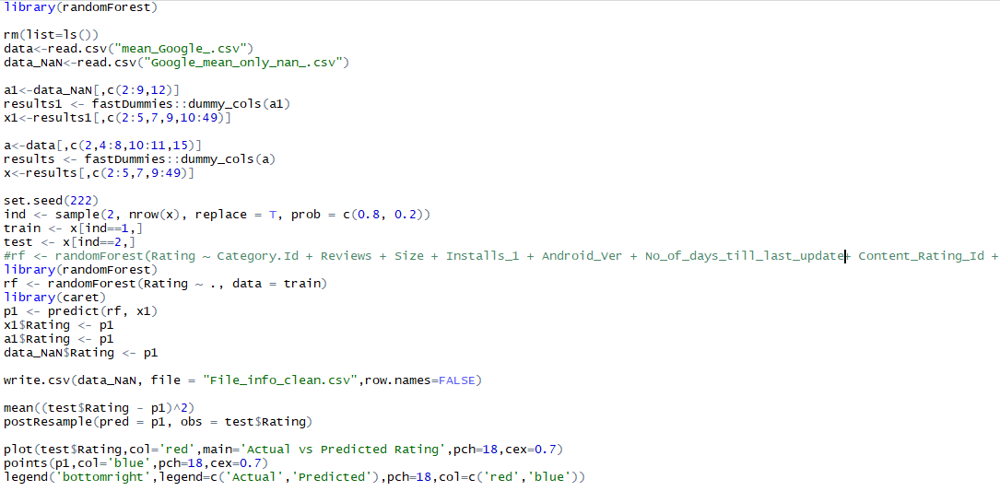 library(randomForest)
rm(list=ls())
data<-read.csv("mean_Google_.csv")
data_NaN<-read.csv("Google_mean_only_nan_.csv")
a1<-data_NaN[,c(2:9,12)]
results1 <- fastDummies::dummy_cols(a1)
x1<-results1[,c(2:5,7,9,10:49)]
a<-data[,c(2,4:8,10:11,15)]
results <- fastDummies::dummy_cols(a)
x<-results[,c(2:5,7,9:49)]
set.seed(222)
ind <- sample(2, nrow(x), replace = T, prob = c(0.8, 0.2))
train <- x[ind==1,]
test <- x[ind==2,]
#rf <- randomForest(Rating ~ Category.Id + Reviews + Size + Installs_1 + Android_Ver + No_of_days_till_last_update+ Content_Rating_Id +
library(randomForest)
rf <- randomForest(Rating ~ ., data = train)
library(caret)
p1 <- predict(rf, x1)
x1$Rating <- p1
a1$Rating <- p1
data_NaN$Rating <- p1
write.csv(data_NaN, file = "File_info_clean.csv",row.names=FALSE)
mean((test$Rating - p1)^2)
postResample(pred = p1, obs = test$Rating)
plot(test$Rating,col='red',main='Actual vs Predicted Rating',pch=18,cex=0.7)
points(p1,col='blue',pch=18,cex=0.7)
legend('bottomright',legend=c('Actual','Predicted'),pch=18,col=c('red','blue'))